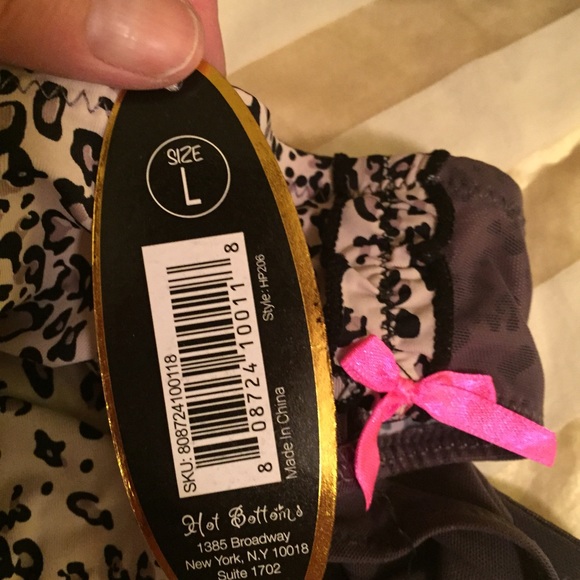 SIZE
L
SKU: 808724100118
8 08724 10011 8
Style: HP206
Made In China
Hot Bottoms
1385 Broadway
New York, N.Y 10018
Suite 1702